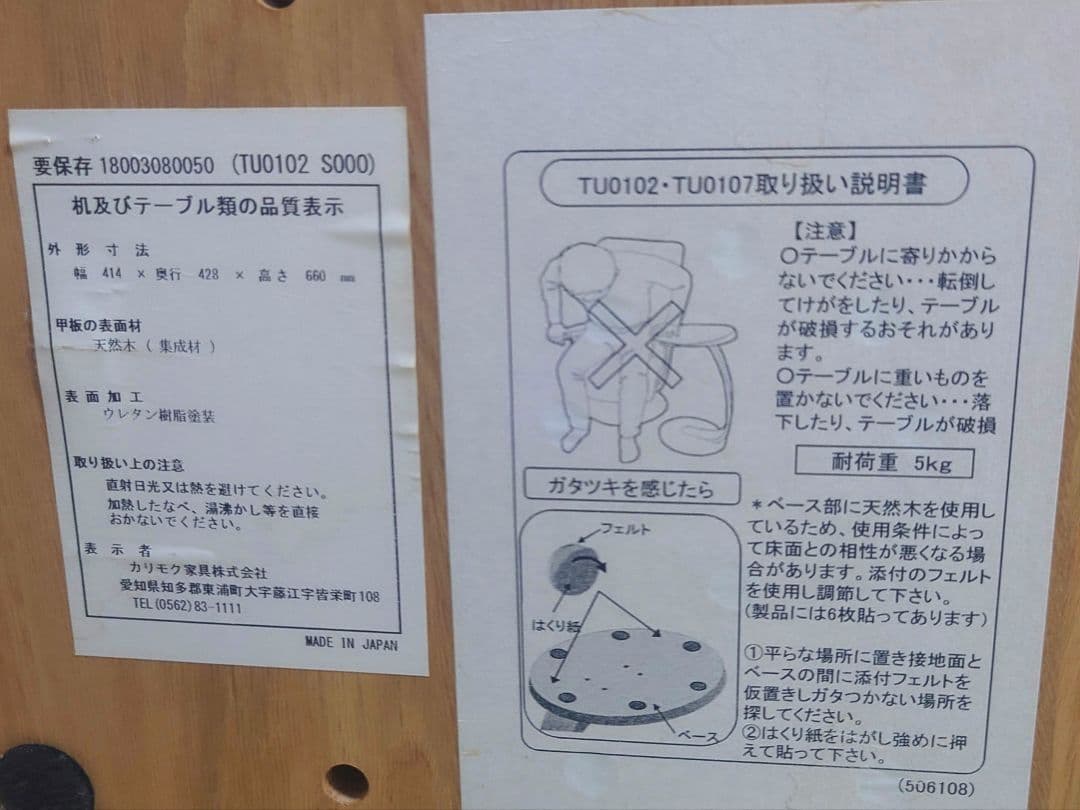 要保存 18003080050 (TU0102 S000)
机及びテーブル類の品質表示
外形寸法
幅 414 × 奥行 428 × 高さ 660 mm
甲板の表面材
天然木 ( 集成材 )
表面加工
ウレタン樹脂塗装
取り扱い上の注意
直射日光又は熱を避けてください。
加熱したなべ、湯沸かし等を直接
おかないでください。
表示者
カリモク家具株式会社
愛知県知多郡東浦町大字藤江字皆栄町108
TEL(0562)83-1111
MADE IN JAPAN
TU0102・TU0107取り扱い説明書
【注意】
○テーブルに寄りかから
ないでください・・・転倒し
てけがをしたり、テーブル
が破損するおそれがあり
ます。
○テーブルに重いものを
置かないでください・・・落
下したり、テーブルが破損
耐荷重 5kg
ガタツキを感じたら
フェルト
はくり紙
ベース
*ベース部に天然木を使用し
ているため、使用条件によっ
て床面との相性が悪くなる場
合があります。添付のフェルト
を使用し調節して下さい。
(製品には6枚貼ってあります)
①平らな場所に置き接地面と
ベースの間に添付フェルトを
仮置きしガタつかない場所を
探してください。
②はくり紙をはがし強めに押
えて貼って下さい。
(506108)